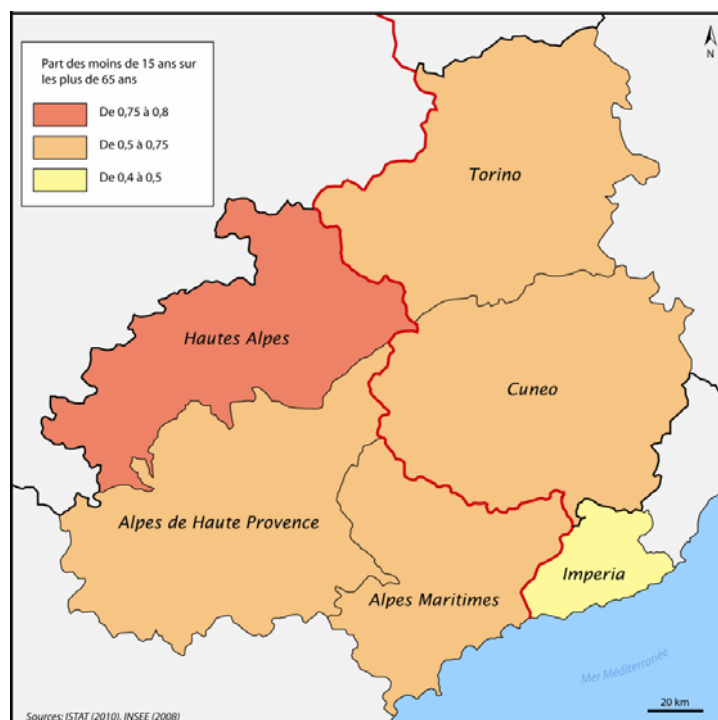 Part des moins de 15 ans sur
les plus de 65 ans
De 0,75 à 0,8
De 0,5 à 0,75
De 0,4 à 0,5
N
Torino
Hautes Alpes
Cuneo
Alpes de Haute Provence
Imperia
Alpes Maritimes
Mer Méditerranée
20 km
Sources: ISTAT (2010), INSEE (2008)